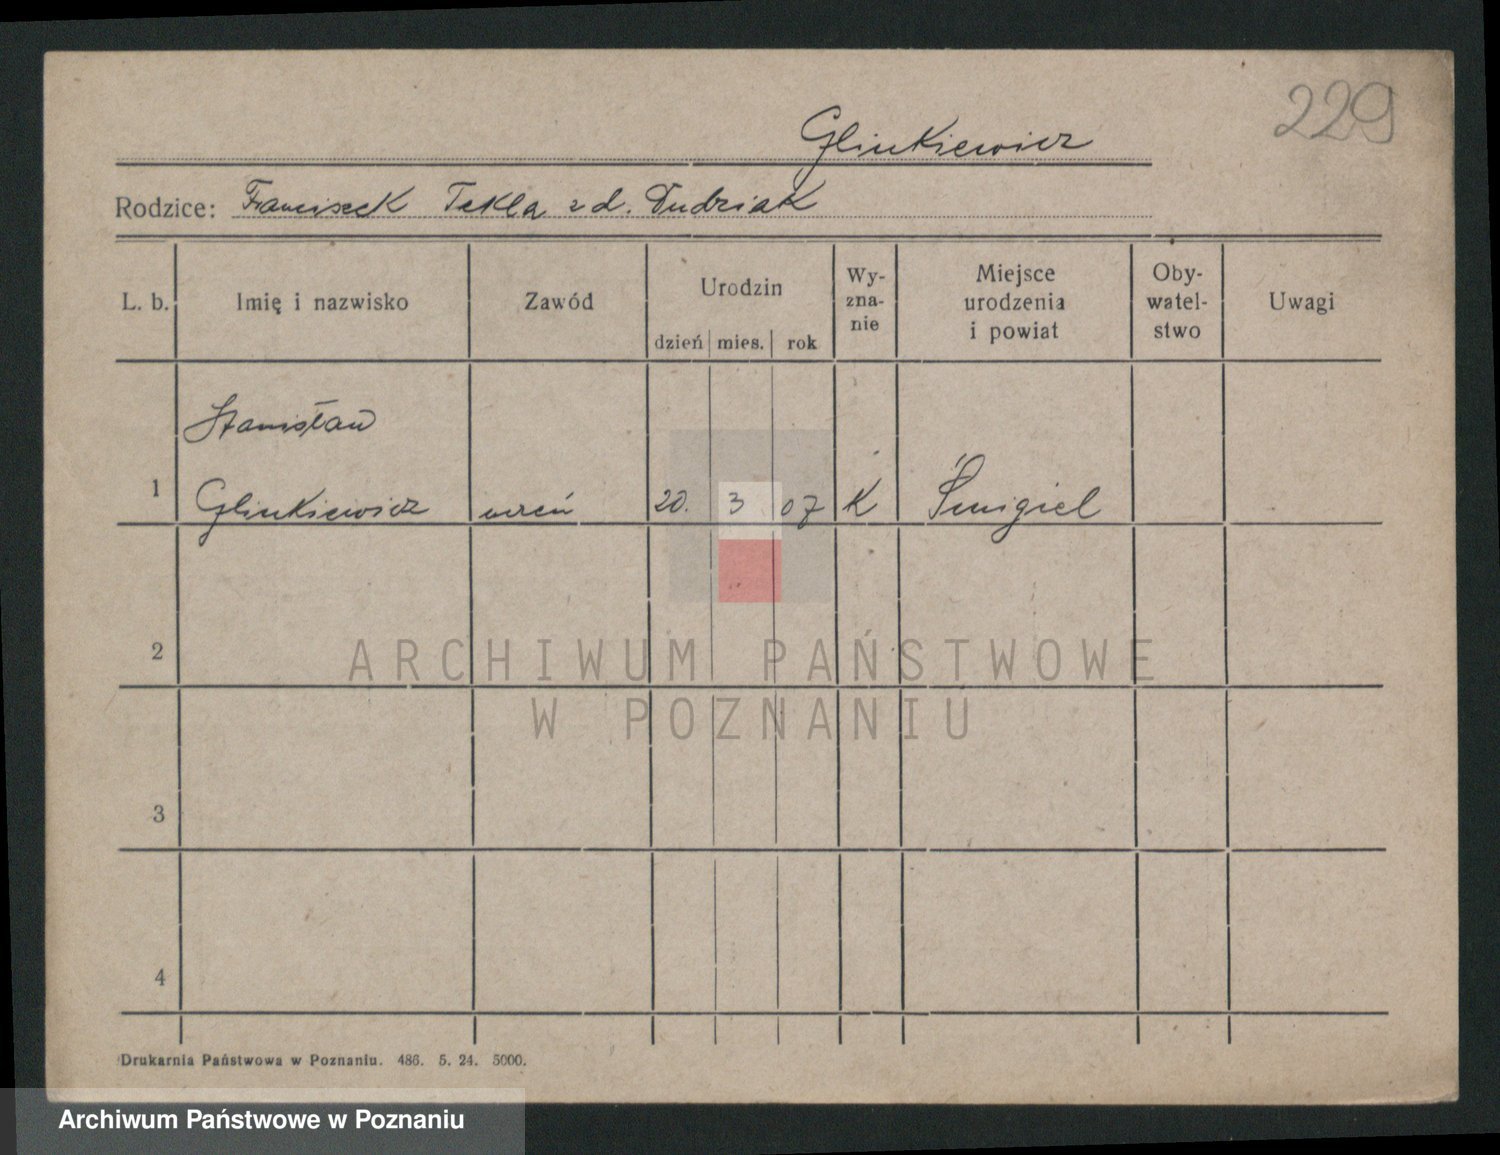 229
Glinkiewicz
Rodzice: Franciszek Tekla z d. Dudziak
L. b. Imię i nazwisko Zawód Urodzin dzień mies. rok Wy-zna-nie Miejsce urodzenia i powiat Oby-watel-stwo Uwagi
Stanisław
1 Glinkiewicz uczeń 20. 3 07 K Śmigiel
2
ARCHIWUM PAŃSTWOWE
W POZNANIU
3
4
Drukarnia Państwowa w Poznaniu. 486. 5. 24. 5000.
Archiwum Państwowe w Poznaniu